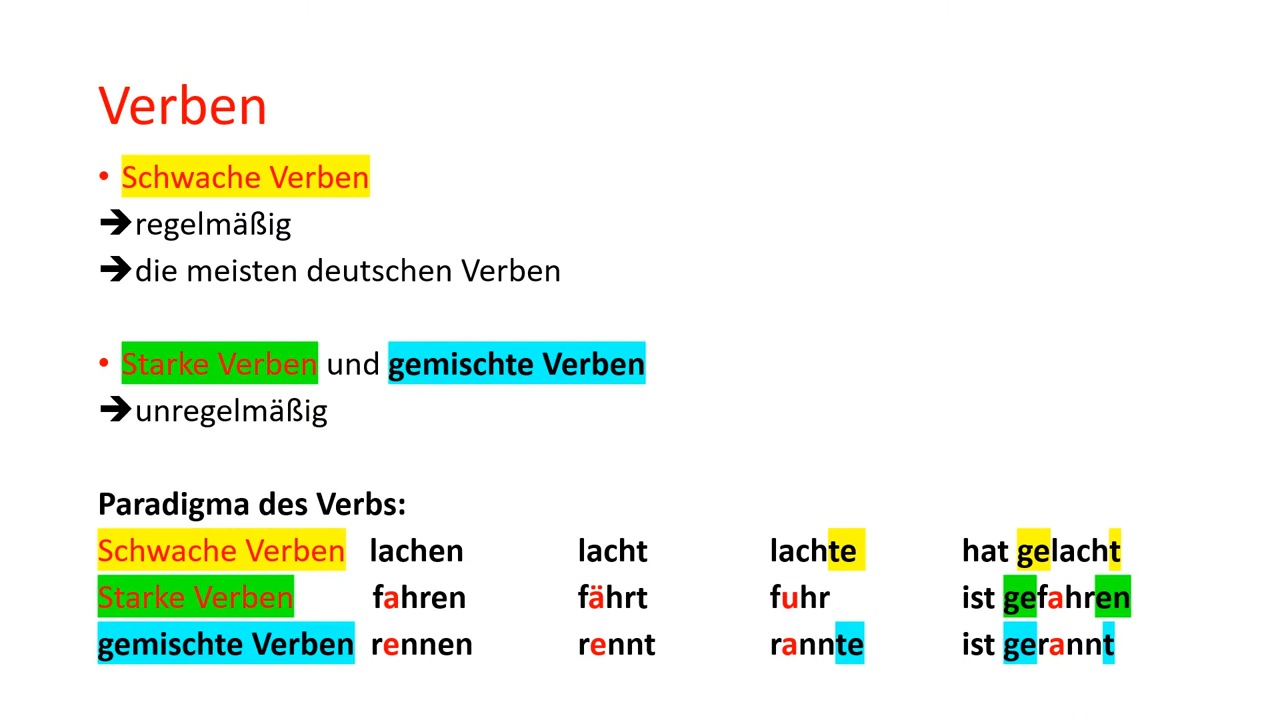 Verben
• Schwache Verben
➔regelmäßig
➔die meisten deutschen Verben
• Starke Verben und gemischte Verben
➔unregelmäßig
Paradigma des Verbs:
Schwache Verben lachen lacht lachte hat gelacht
Starke Verben fahren fährt fuhr ist gefahren
gemischte Verben rennen rennt rannte ist gerannt